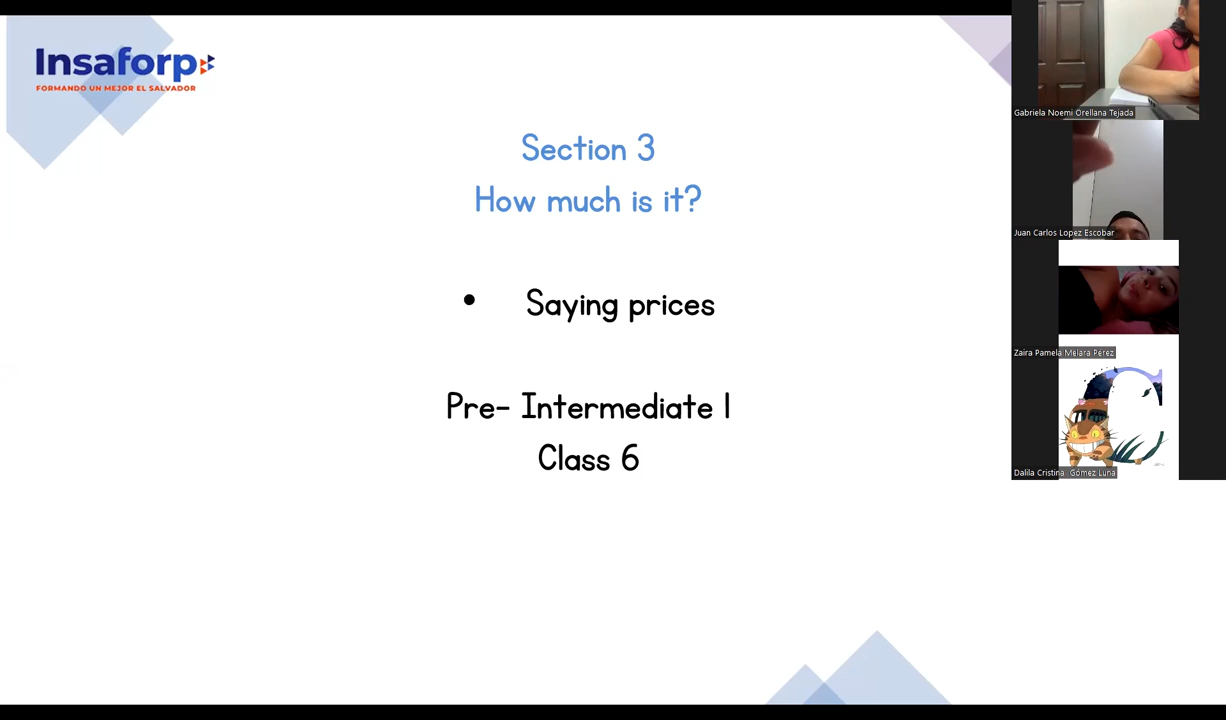 Insaforp
FORMANDO UN MEJOR EL SALVADOR
Section 3
How much is it?
• Saying prices
Pre- Intermediate I
Class 6
Gabriela Noemi Orellana Tejada
Juan Carlos Lopez Escobar
Zaira Pamela Melara Perez
Dalila Cristina Gómez Luna